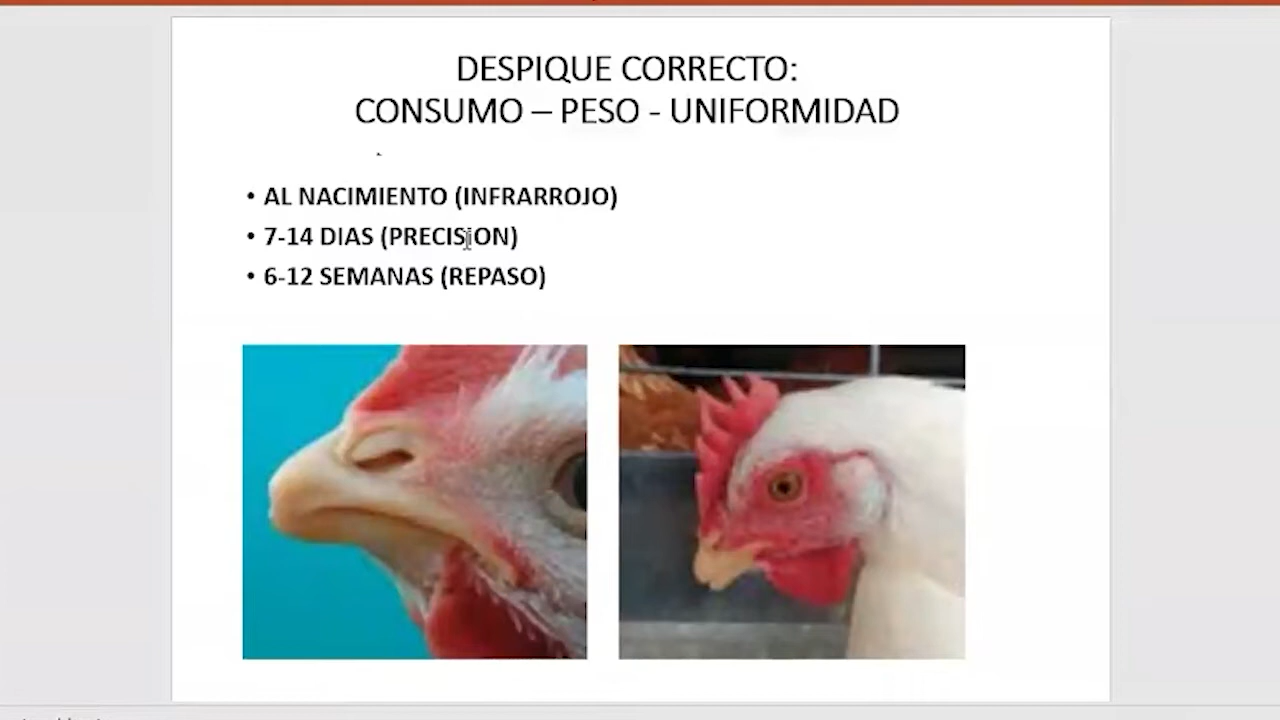 DESPIQUE CORRECTO:
CONSUMO – PESO - UNIFORMIDAD
• AL NACIMIENTO (INFRARROJO)
• 7-14 DIAS (PRECISION)
• 6-12 SEMANAS (REPASO)